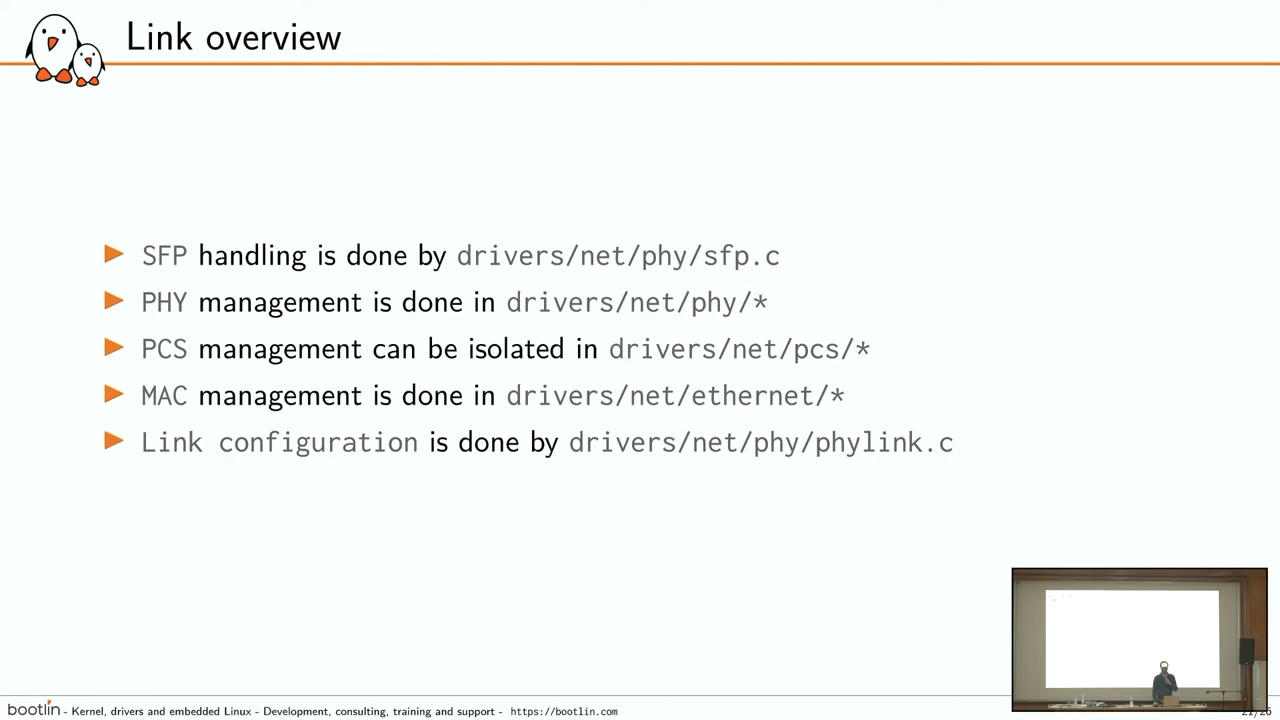 Link overview
SFP handling is done by drivers/net/phy/sfp.c
PHY management is done in drivers/net/phy/*
PCS management can be isolated in drivers/net/pcs/*
MAC management is done in drivers/net/ethernet/*
Link configuration is done by drivers/net/phy/phylink.c
bootlin - Kernel, drivers and embedded Linux - Development, consulting, training and support - https://bootlin.com